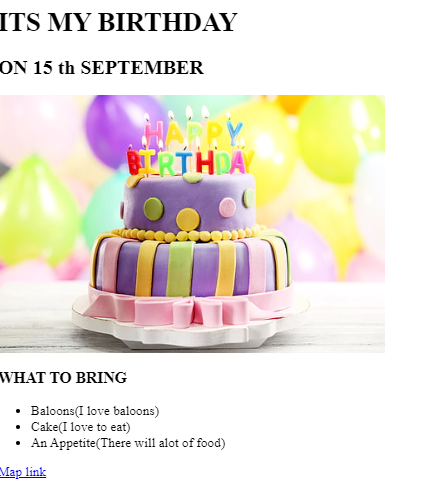 ITS MY BIRTHDAY
ON 15 th SEPTEMBER
HAPPY
BIRTHDAY
WHAT TO BRING
Baloons(I love baloons)
Cake(I love to eat)
An Appetite(There will alot of food)
Map link